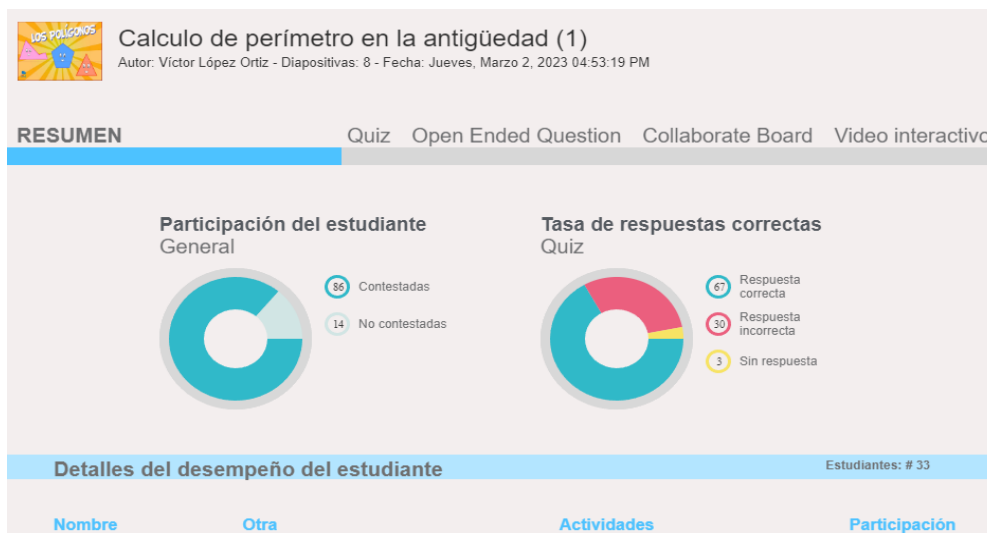 LOS POLÍGONOS
Calculo de perímetro en la antigüedad (1)
Autor: Víctor López Ortiz - Diapositivas: 8 - Fecha: Jueves, Marzo 2, 2023 04:53:19 PM
RESUMEN Quiz Open Ended Question Collaborate Board Video interactivo
Participación del estudiante
General
86 Contestadas
14 No contestadas
Tasa de respuestas correctas
Quiz
67 Respuesta
correcta
30 Respuesta
incorrecta
3 Sin respuesta
Detalles del desempeño del estudiante Estudiantes: # 33
Nombre Otra Actividades Participación